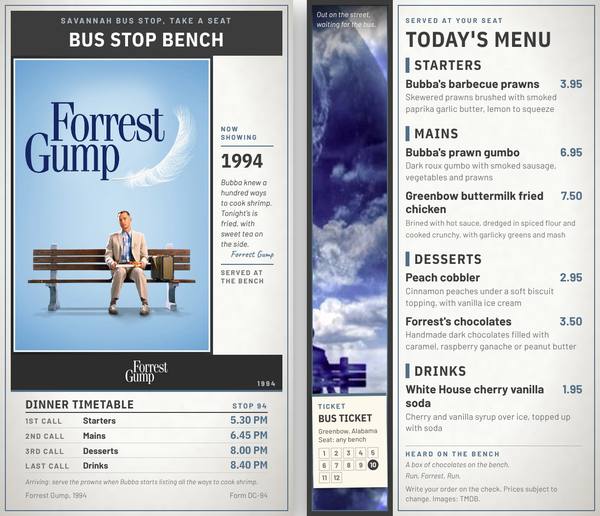 SAVANNAH BUS STOP, TAKE A SEAT
BUS STOP BENCH
Forrest
Gump
NOW
SHOWING
1994
Bubba knew a
hundred ways
to cook shrimp.
Tonight's is
fried, with
sweet tea on
the side.
Forrest Gump
SERVED AT
THE BENCH
Forrest
Gump
1994
DINNER TIMETABLE STOP 94
1ST CALL Starters 5.30 PM
2ND CALL Mains 6.45 PM
3RD CALL Desserts 8.00 PM
LAST CALL Drinks 8.40 PM
Arriving: serve the prawns when Bubba starts listing all the ways to cook shrimp.
Forrest Gump, 1994 Form DC-94
Out on the street,
waiting for the bus.
TICKET
BUS TICKET
Greenbow, Alabama
Seat: any bench
1 2 3 4 5
6 7 8 9 10
11 12
SERVED AT YOUR SEAT
TODAY'S MENU
STARTERS
Bubba's barbecue prawns 3.95
Skewered prawns brushed with smoked
paprika garlic butter, lemon to squeeze
MAINS
Bubba's prawn gumbo 6.95
Dark roux gumbo with smoked sausage,
vegetables and prawns
Greenbow buttermilk fried 7.50
chicken
Brined with hot sauce, dredged in spiced flour and
cooked crunchy, with garlicky greens and mash
DESSERTS
Peach cobbler 2.95
Cinnamon peaches under a soft biscuit
topping, with vanilla ice cream
Forrest's chocolates 3.50
Handmade dark chocolates filled with
caramel, raspberry ganache or peanut butter
DRINKS
White House cherry vanilla 1.95
soda
Cherry and vanilla syrup over ice, topped up
with soda
HEARD ON THE BENCH
A box of chocolates on the bench.
Run, Forrest. Run.
Write your order on the check. Prices subject to
change. Images: TMDB.